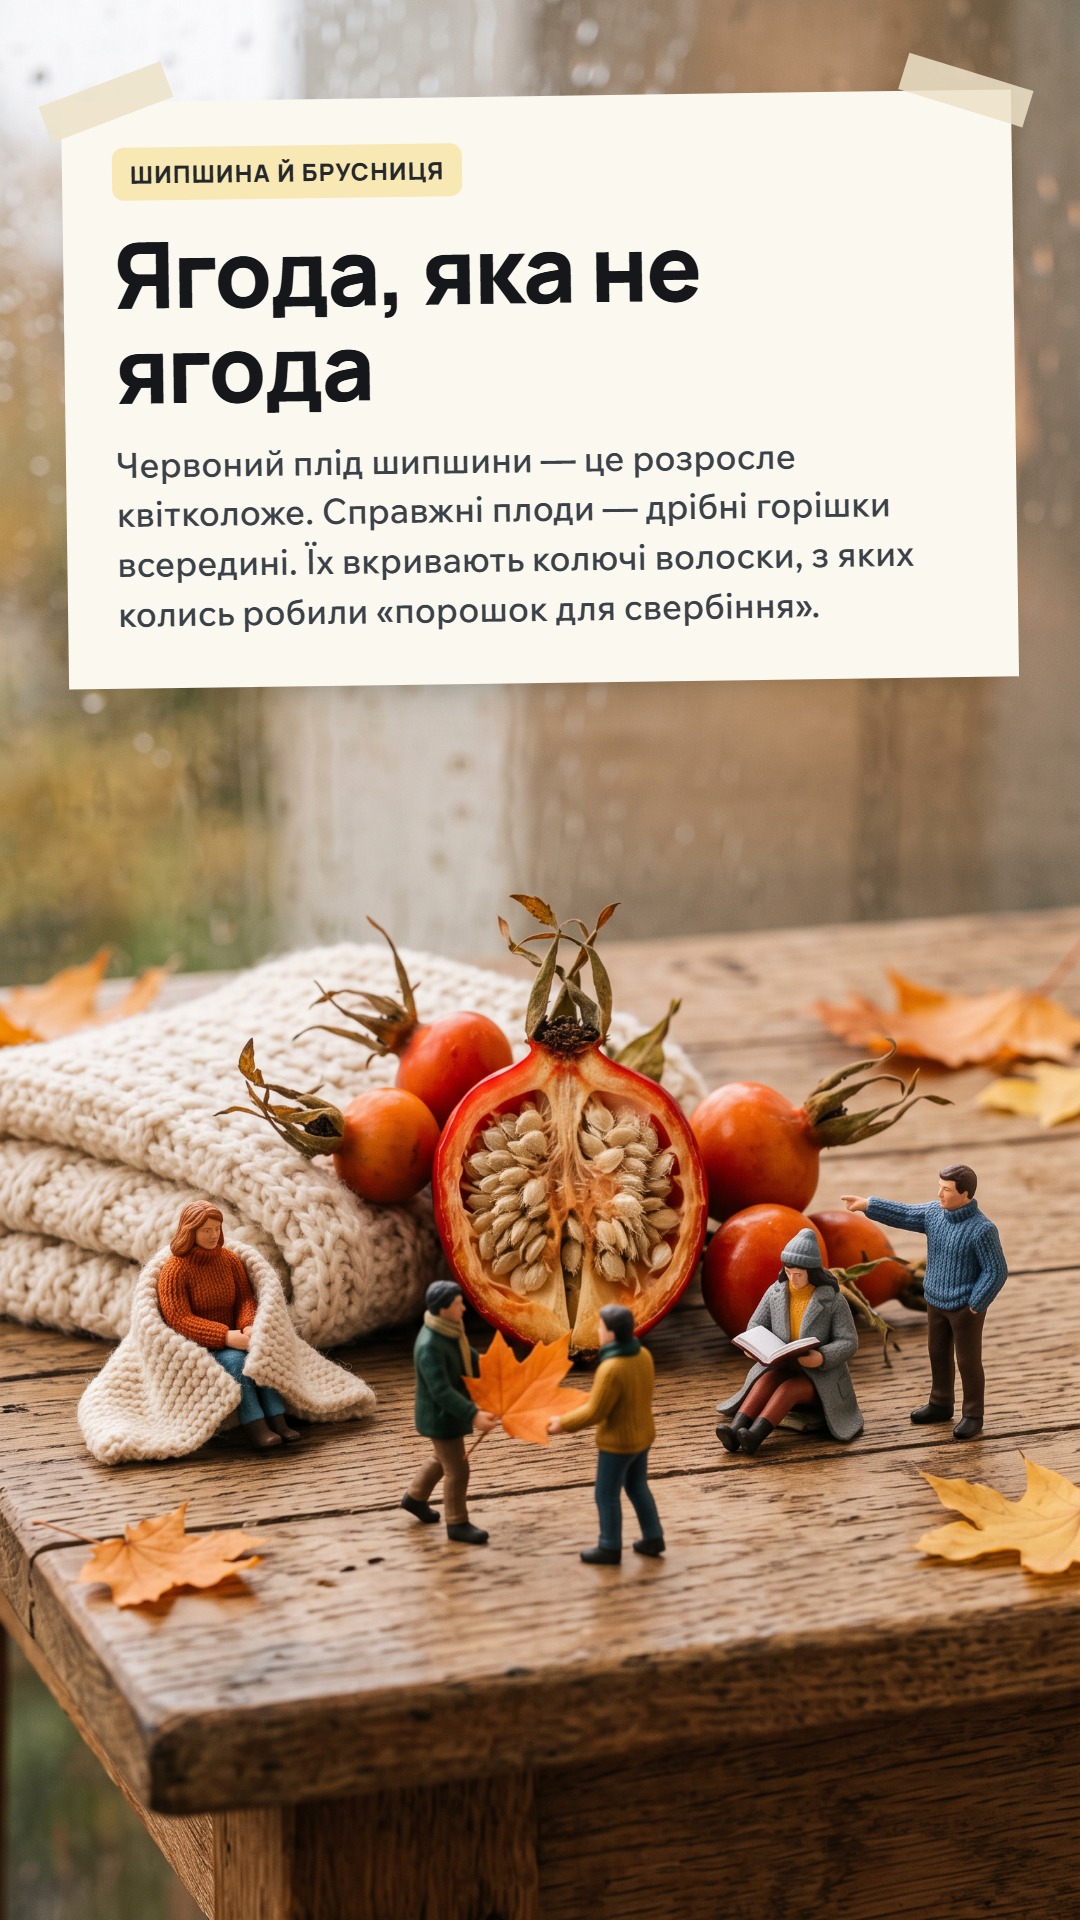 ШИПШИНА Й БРУСНИЦЯ
Ягода, яка не
ягода
Червоний плід шипшини — це розросле
квітколоже. Справжні плоди — дрібні горішки
всередині. Їх вкривають колючі волоски, з яких
колись робили «порошок для свербіння».